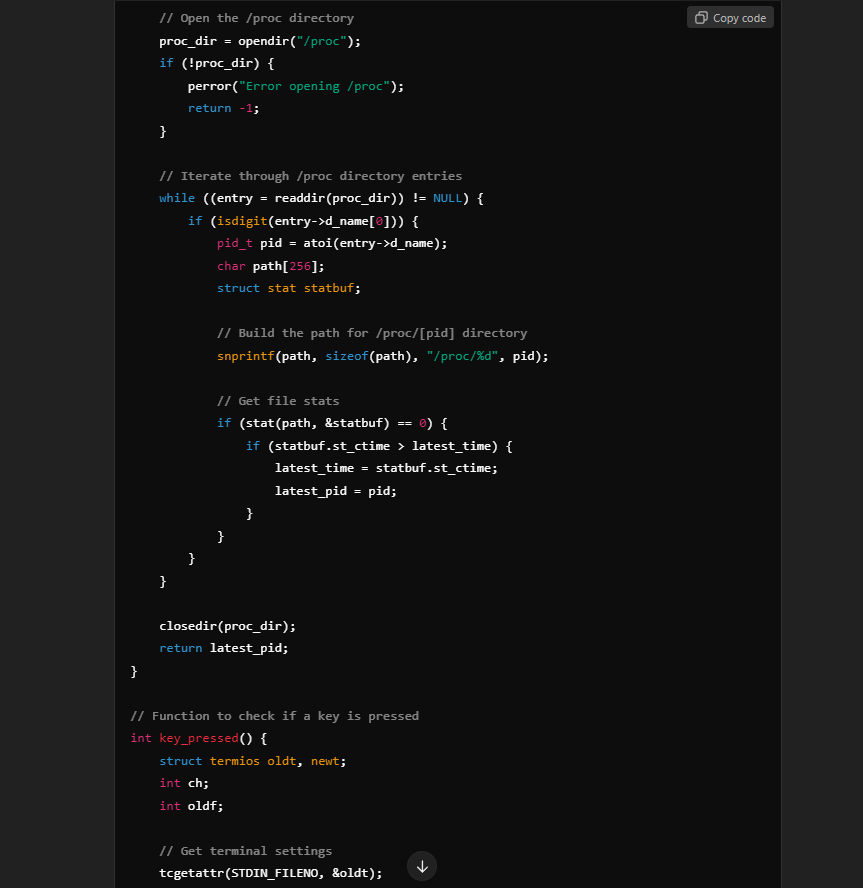 // Open the /proc directory
Copy code
proc_dir = opendir("/proc");
if (!proc_dir) {
perror("Error opening /proc");
return -1;
}
// Iterate through /proc directory entries
while ((entry = readdir(proc_dir)) != NULL) {
if (isdigit(entry->d_name[0])) {
pid_t pid = atoi(entry->d_name);
char path[256];
struct stat statbuf;
// Build the path for /proc/[pid] directory
snprintf(path, sizeof(path), "/proc/%d", pid);
// Get file stats
if (stat(path, &statbuf) == 0) {
if (statbuf.st_ctime > latest_time) {
latest_time = statbuf.st_ctime;
latest_pid = pid;
}
}
}
}
closedir(proc_dir);
return latest_pid;
}
// Function to check if a key is pressed
int key_pressed() {
struct termios oldt, newt;
int ch;
int oldf;
// Get terminal settings
tcgetattr(STDIN_FILENO, &oldt);